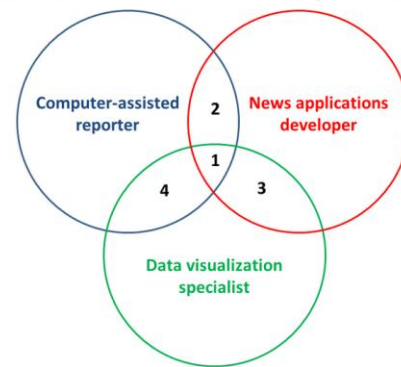 Computer-assisted
reporter
2
News applications
developer
1
4
3
Data visualization
specialist